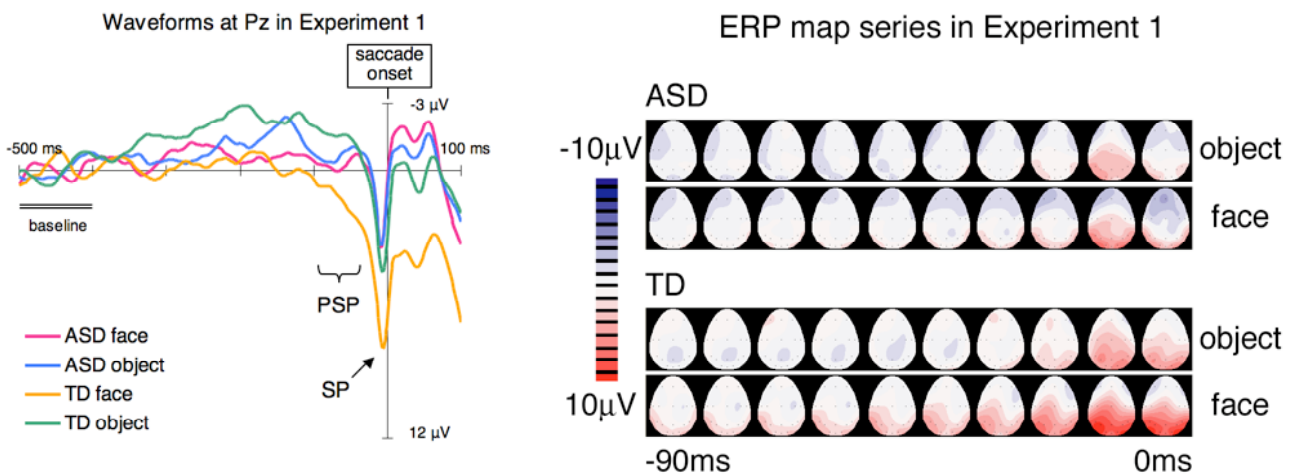 Waveforms at Pz in Experiment 1
saccade
onset
-3 µV
-500 ms
100 ms
baseline
PSP
SP
12 µV
ASD face
ASD object
TD face
TD object
ERP map series in Experiment 1
ASD
-10µV
object
face
TD
object
10µV
face
-90ms
0ms